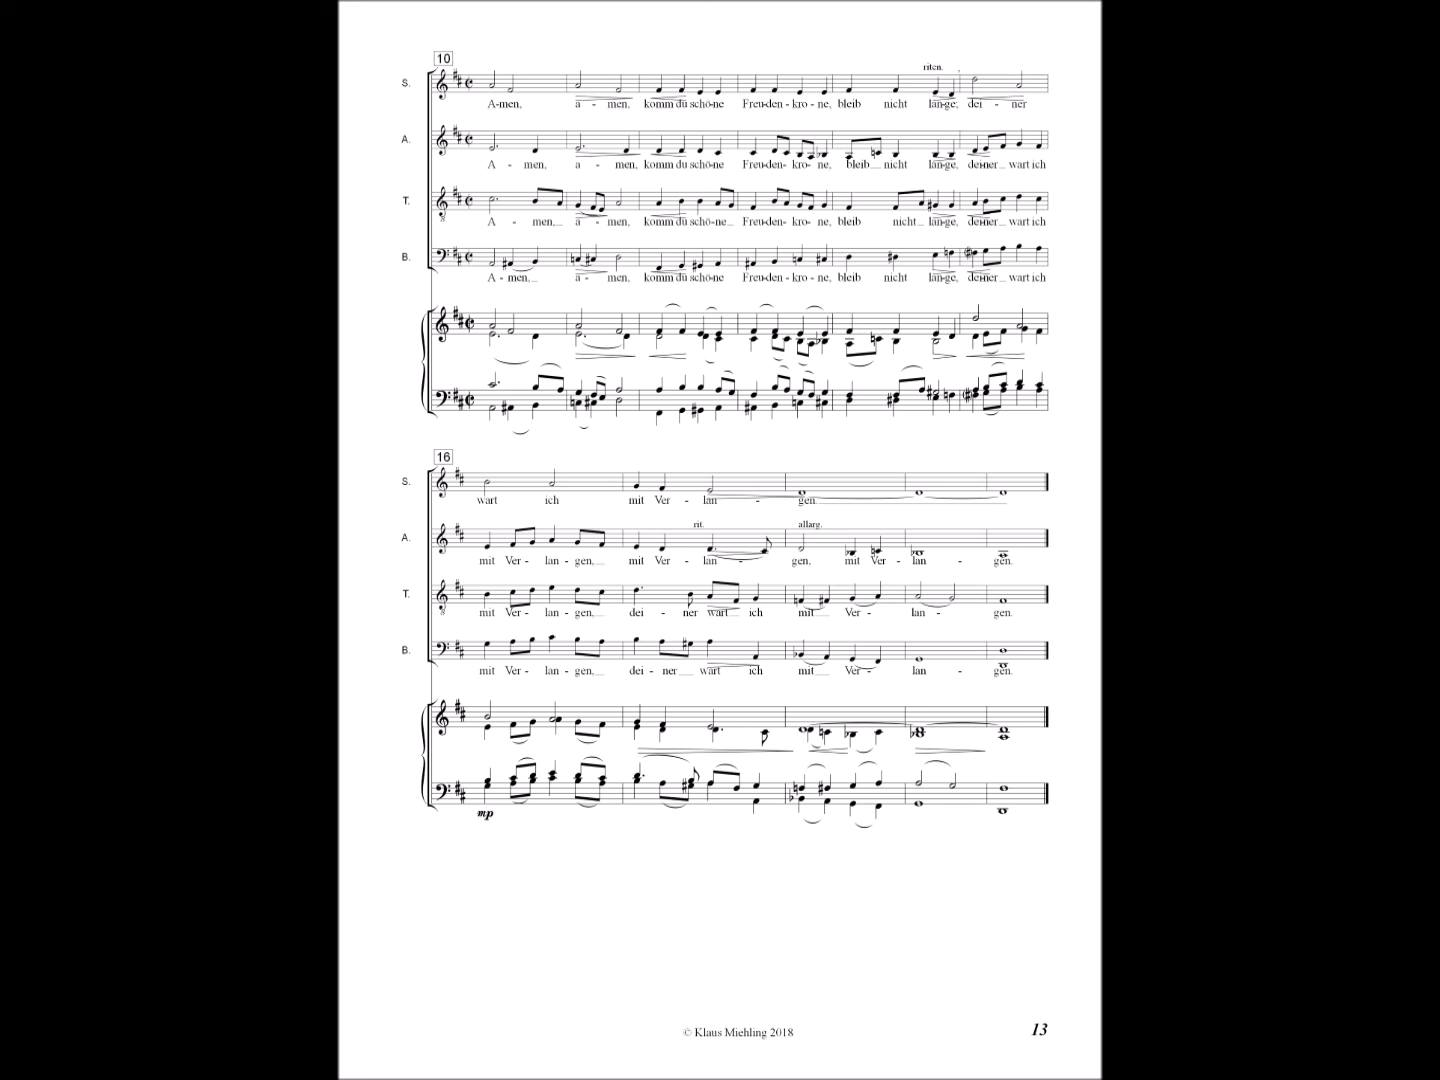 10
riten.
S.
A-men, a - men, komm du schö-ne Freu-den-kro-ne, bleib nicht lan-ge; dei - ner
A.
A - men, a - men, komm du schö-ne Freu-den-kro-ne, bleib nicht lan-ge, dei-ner wart ich
T.
A - men, a - men, komm du schö-ne Freu-den-kro-ne, bleib nicht lan-ge, dei-ner wart ich
B.
A - men, a - men, komm du schö-ne Freu-den-kro-ne, bleib nicht lan-ge, dei-ner wart ich
16
S.
wart ich mit Ver - lan - gen.
rit. allarg.
A.
mit Ver - lan - gen, mit Ver - lan - gen, mit Ver - lan - gen.
T.
mit Ver - lan - gen, dei - ner wart ich mit Ver - lan - gen.
B.
mit Ver - lan - gen, dei - ner wart ich mit Ver - lan - gen.
mp
© Klaus Miehling 2018
13